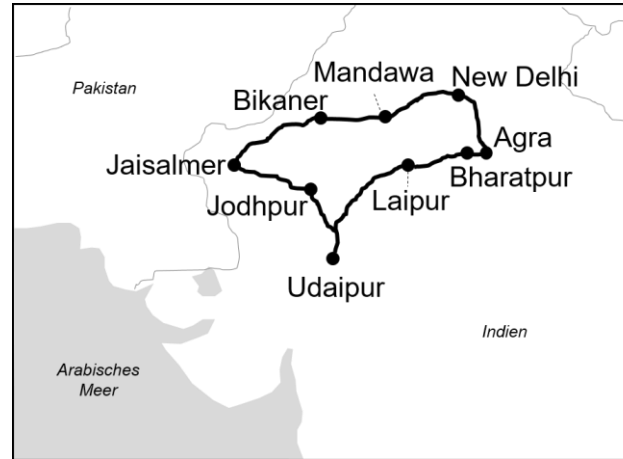 Mandawa
New Delhi
Pakistan
Bikaner
Agra
Jaisalmer
Bharatpur
Jodhpur
Laipur
Udaipur
Indien
Arabisches
Meer